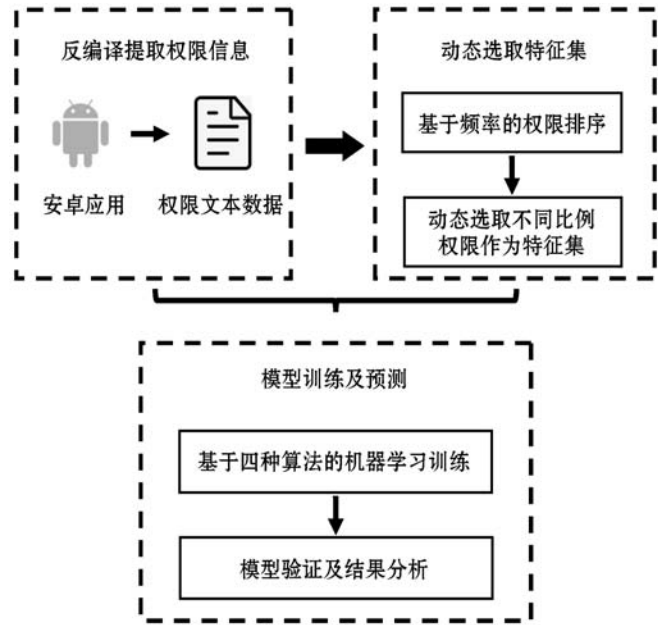 反编译提取权限信息
安卓应用
权限文本数据
动态选取特征集
基于频率的权限排序
动态选取不同比例
权限作为特征集
模型训练及预测
基于四种算法的机器学习训练
模型验证及结果分析